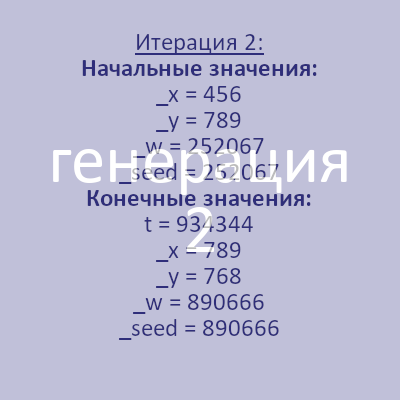 Итерация 2:
Начальные значения:
_x = 456
_y = 789
_w = 252067
_seed = 252067
генерация
2
Конечные значения:
t = 934344
_x = 789
_y = 768
_w = 890666
_seed = 890666